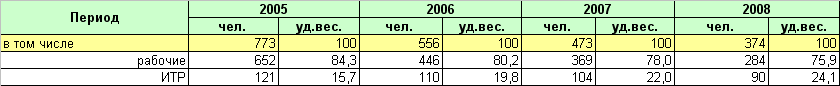 Период 2005 2006 2007 2008
чел. уд.вес. чел. уд.вес. чел. уд.вес. чел. уд.вес.
в том числе 773 100 556 100 473 100 374 100
рабочие 652 84,3 446 80,2 369 78,0 284 75,9
ИТР 121 15,7 110 19,8 104 22,0 90 24,1